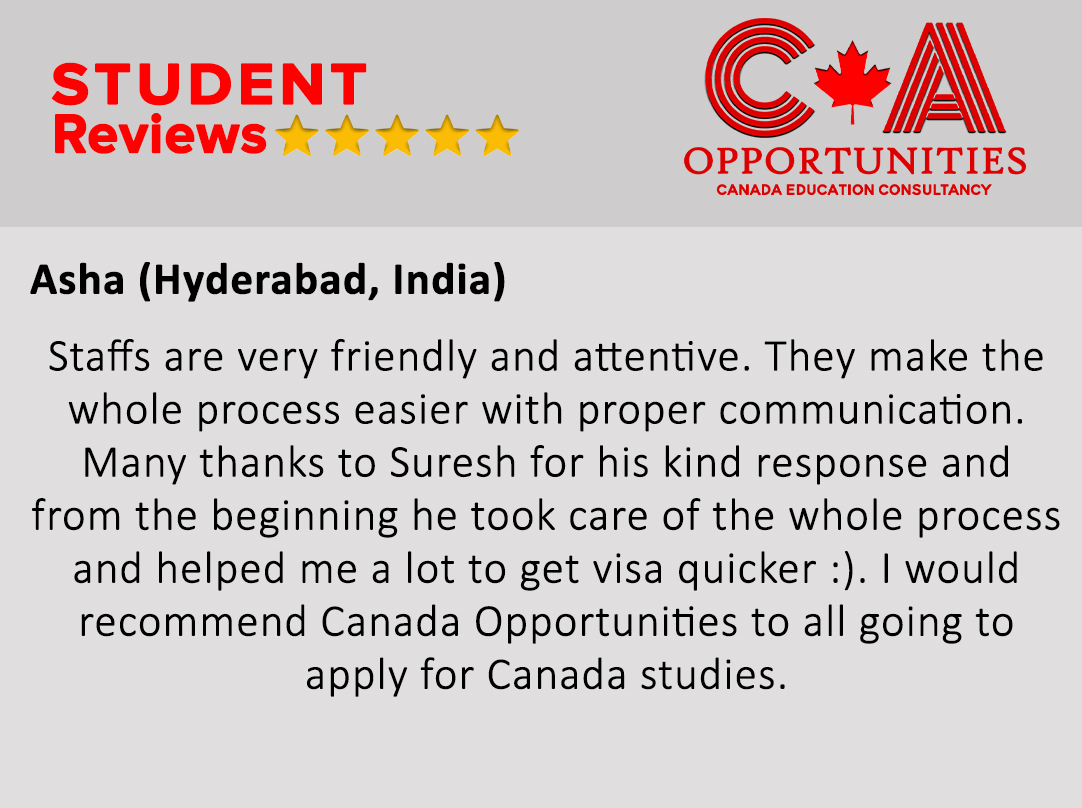 STUDENT
Reviews
CA
OPPORTUNITIES
CANADA EDUCATION CONSULTANCY
Asha (Hyderabad, India)
Staffs are very friendly and attentive. They make the
whole process easier with proper communication.
Many thanks to Suresh for his kind response and
from the beginning he took care of the whole process
and helped me a lot to get visa quicker :). I would
recommend Canada Opportunities to all going to
apply for Canada studies.